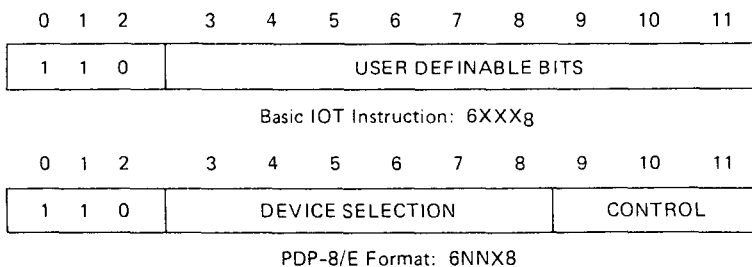 0 1 2 3 4 5 6 7 8 9 10 11
1 1 0 USER DEFINABLE BITS
Basic IOT Instruction: 6XXX8
0 1 2 3 4 5 6 7 8 9 10 11
1 1 0 DEVICE SELECTION CONTROL
PDP-8/E Format: 6NNX8